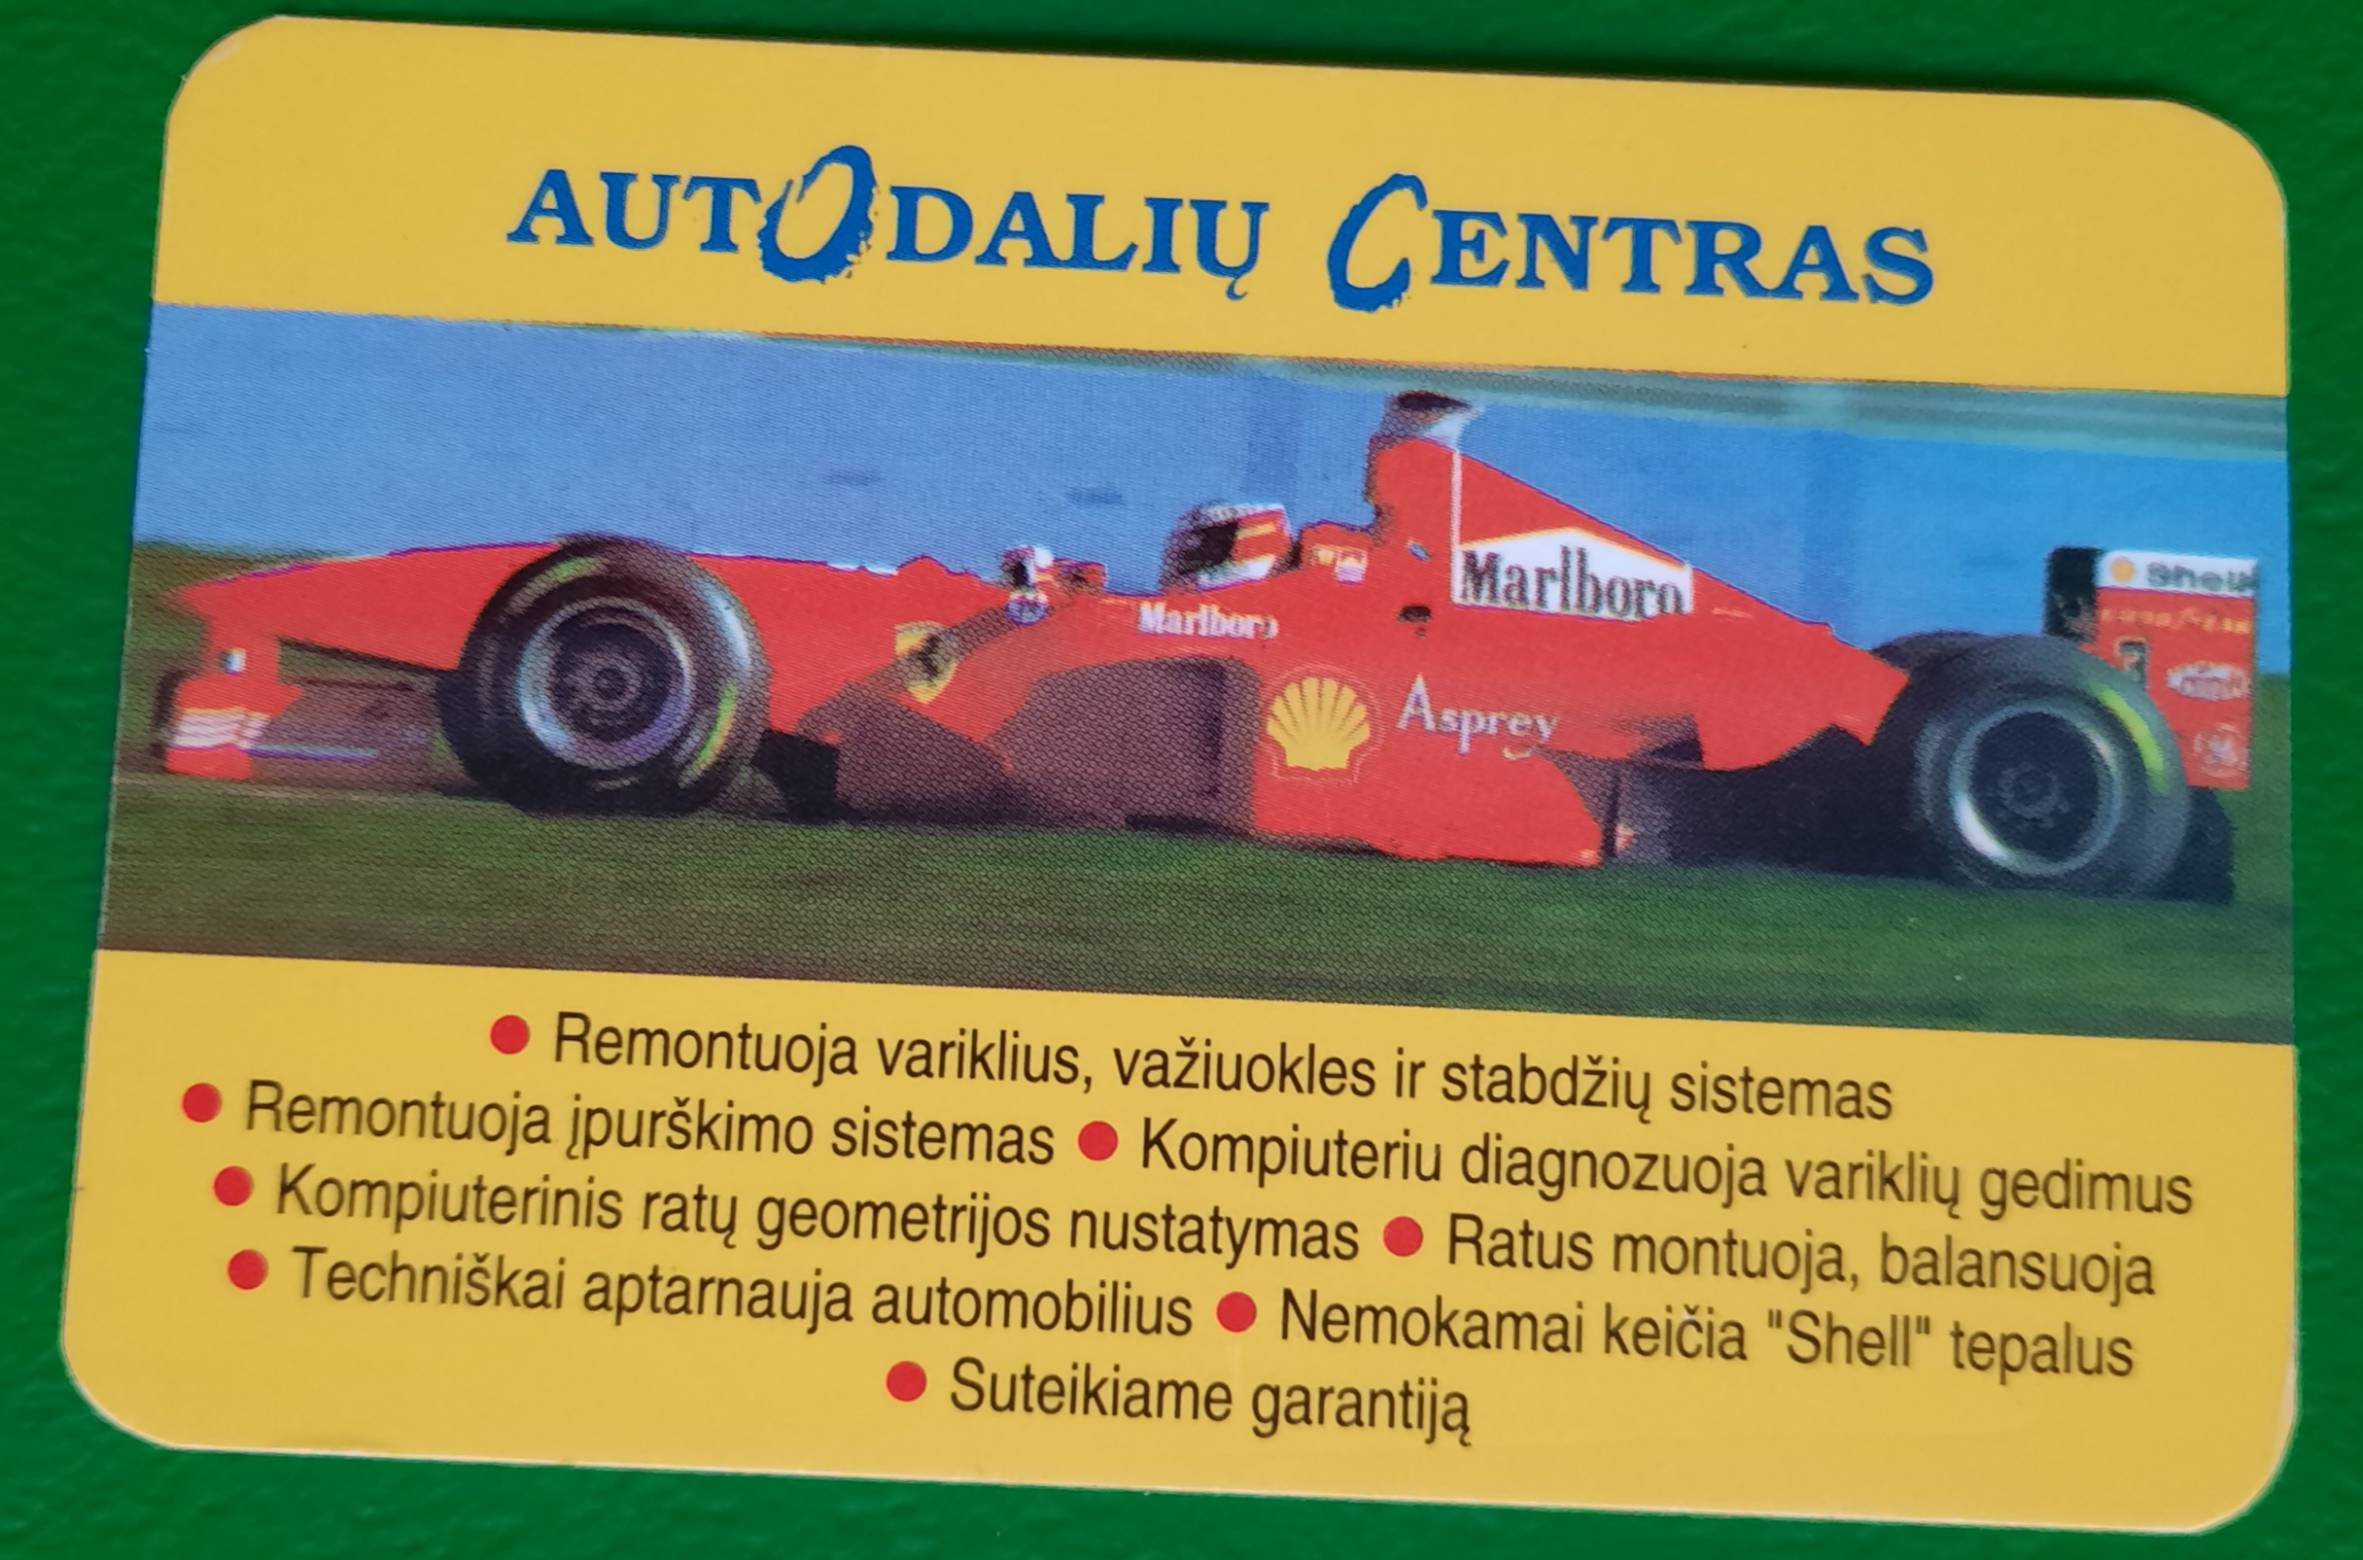 AUTODALIŲ CENTRAS
Marlboro
Marlboro
Shell
Asprey
3
● Remontuoja variklius, važiuokles ir stabdžių sistemas
● Remontuoja įpurškimo sistemas ● Kompiuteriu diagnozuoja variklių gedimus
● Kompiuterinis ratų geometrijos nustatymas ● Ratus montuoja, balansuoja
● Techniškai aptarnauja automobilius ● Nemokamai keičia "Shell" tepalus
● Suteikiame garantiją